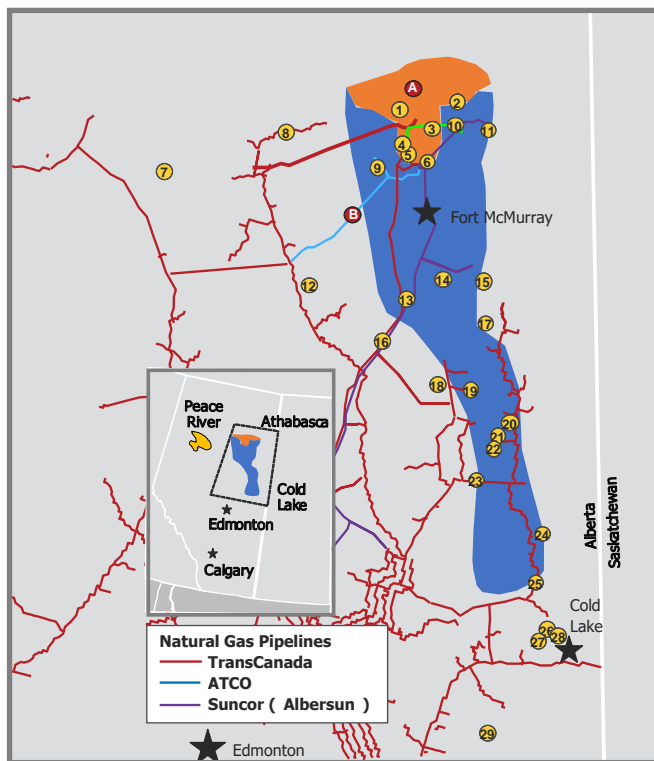 A
1
2
3
10
11
8
4
5
6
7
9
B
Fort McMurray
12
14
15
13
17
16
18
19
20
21
22
23
24
25
26
27
28
29
Peace
River
Athabasca
Cold
Lake
Edmonton
Calgary
Alberta
Saskatchewan
Cold
Lake
Natural Gas Pipelines
TransCanada
ATCO
Suncor ( Albersun )
Edmonton